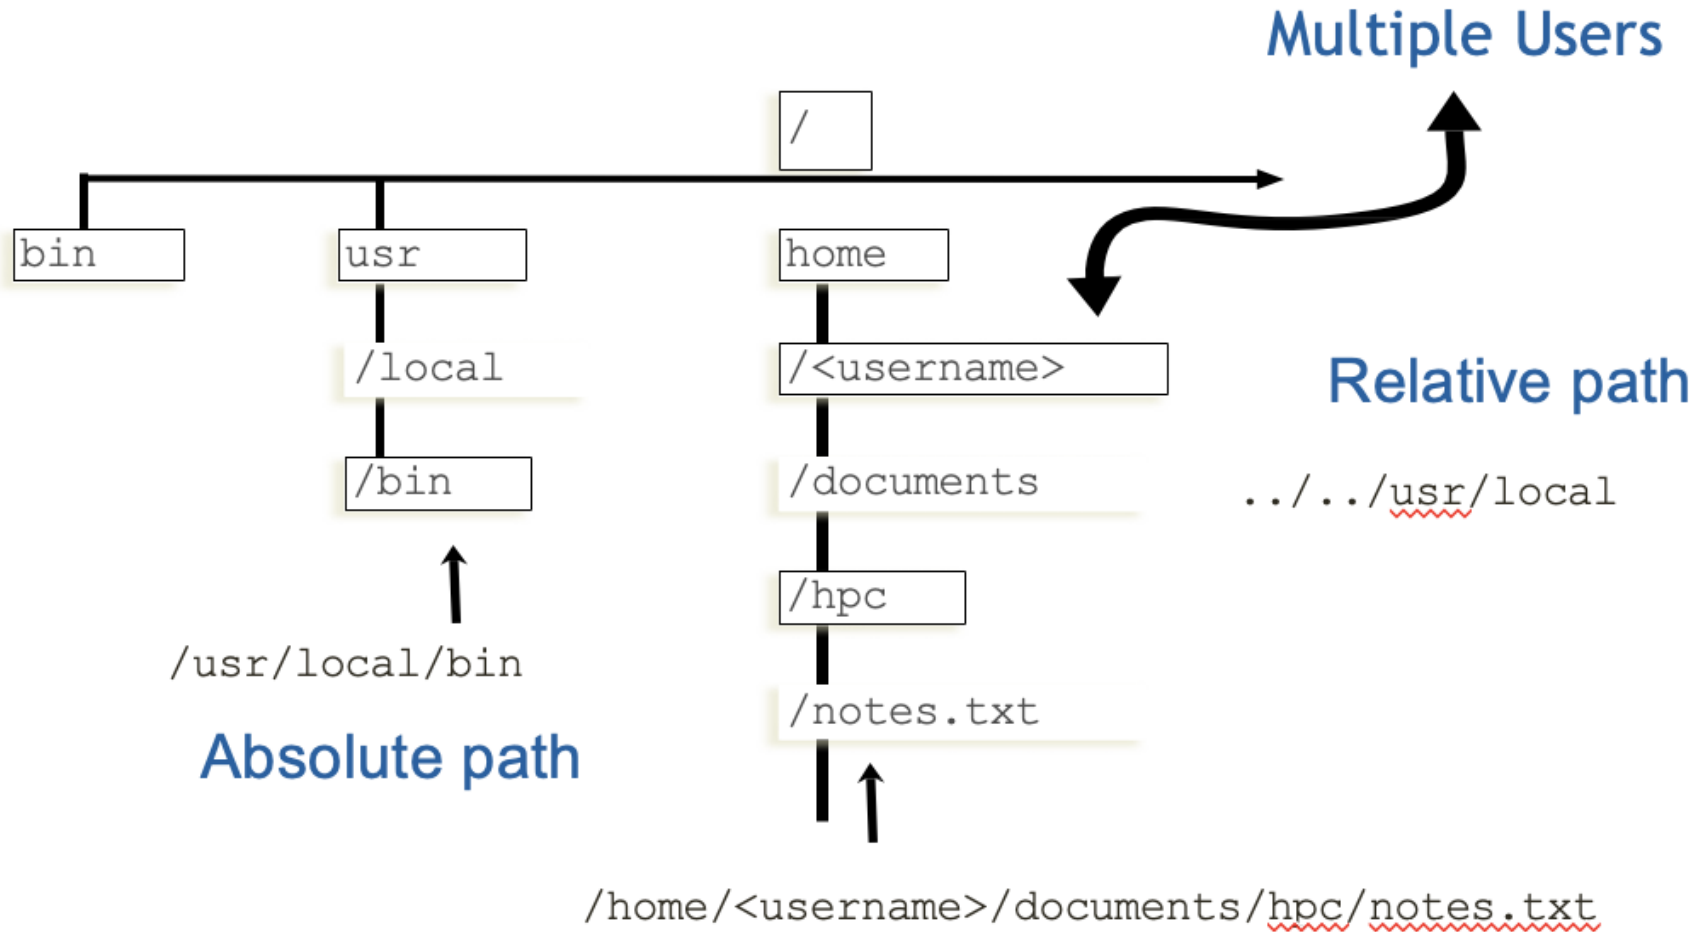 Multiple Users
/
bin
usr
home
/local
/<username>
Relative path
/bin
/documents
../../usr/local
/hpc
/usr/local/bin
/notes.txt
Absolute path
/home/<username>/documents/hpc/notes.txt